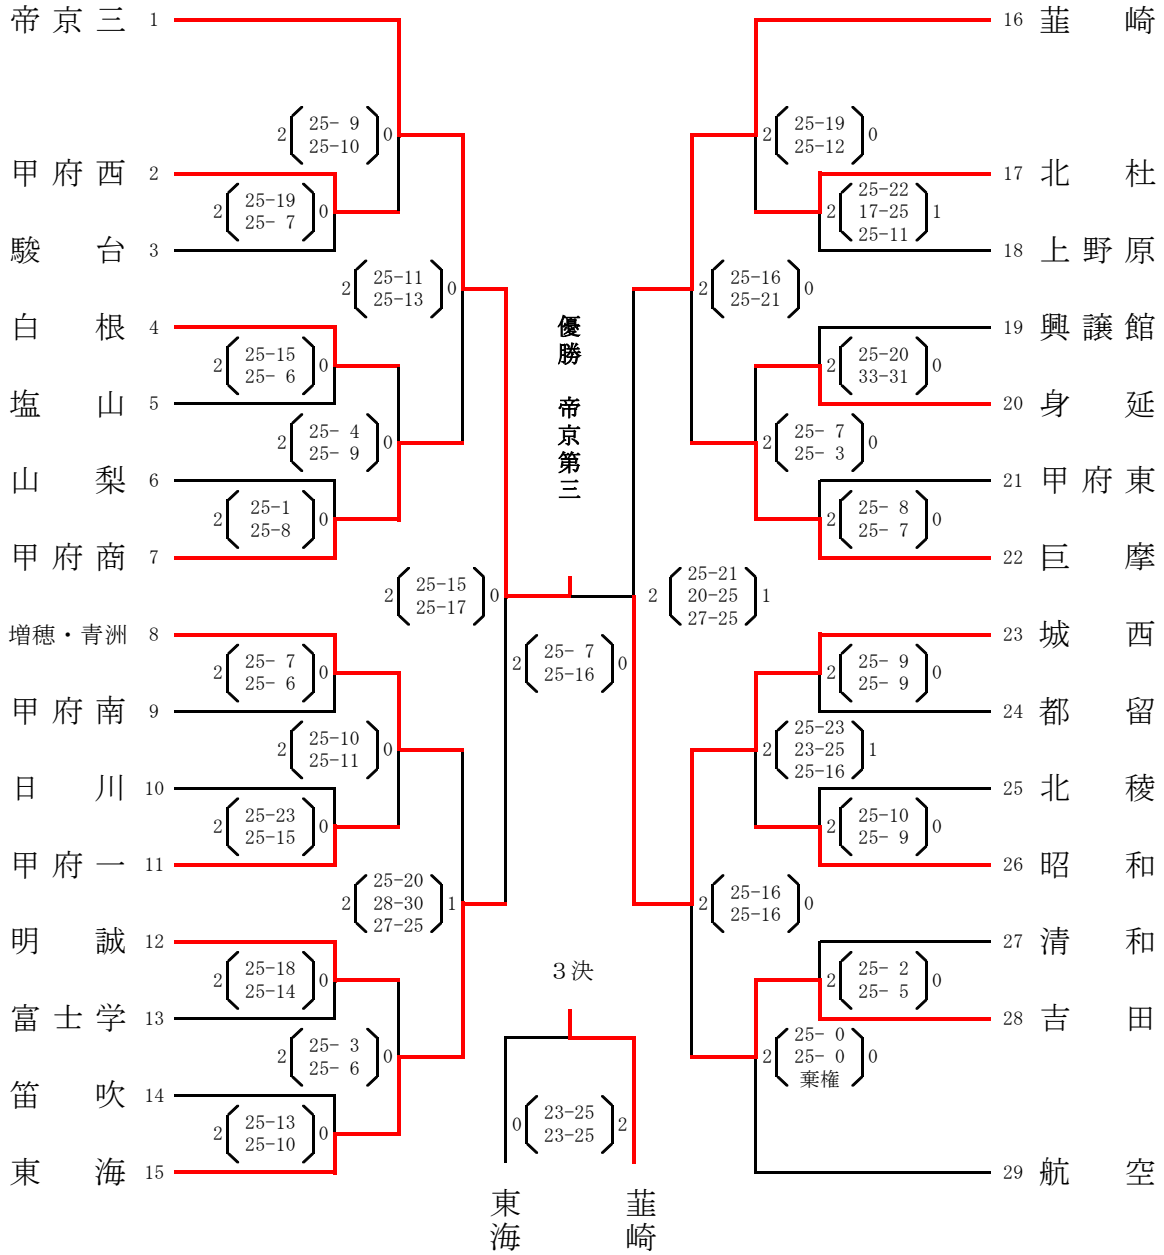 帝京三 1
2 25- 9 0
25-10
甲府西 2
2 25-19 0
25- 7
駿台 3
2 25-11 0
25-13
白根 4
2 25-15 0
25- 6
塩山 5
2 25- 4 0
25- 9
山梨 6
2 25-1 0
25-8
甲府商 7
2 25-15 0
25-17
増穂・青洲 8
2 25- 7 0
25- 6
甲府南 9
2 25-10 0
25-11
日川 10
2 25-23 0
25-15
甲府一 11
2 25-20 1
28-30
27-25
明誠 12
2 25-18 0
25-14
富士学 13
2 25- 3 0
25- 6
笛吹 14
2 25-13 0
25-10
東海 15
優勝 帝京第三
2 25- 7 0
25-16
3決
0 23-25 2
23-25
東海
韮崎
16 韮崎
2 25-19 0
25-12
17 北杜
2 25-22 1
17-25
25-11
18 上野原
2 25-16 0
25-21
19 興譲館
2 25-20 0
33-31
20 身延
2 25- 7 0
25- 3
21 甲府東
2 25- 8 0
25- 7
22 巨摩
2 25-21 1
20-25
27-25
23 城西
2 25- 9 0
25- 9
24 都留
2 25-23 1
23-25
25-16
25 北稜
2 25-10 0
25- 9
26 昭和
2 25-16 0
25-16
27 清和
2 25- 2 0
25- 5
28 吉田
2 25- 0 0
25- 0
棄権
29 航空